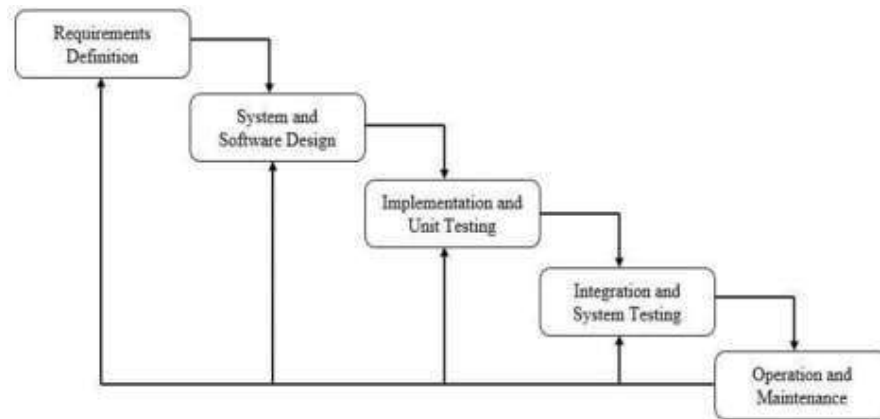 Requirements
Definition
System and
Software Design
Implementation and
Unit Testing
Integration and
System Testing
Operation and
Maintenance